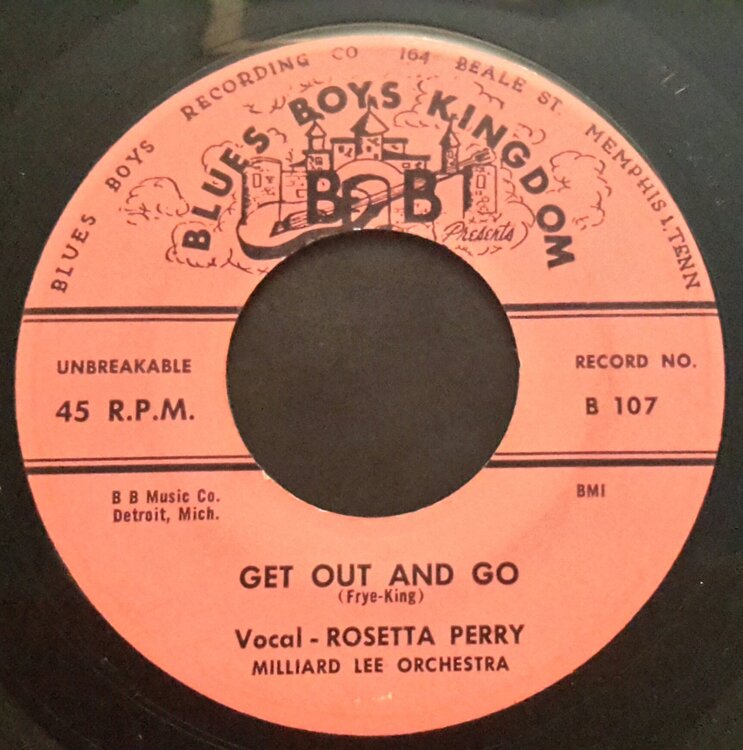 BLUES BOYS RECORDING CO 164 BEALE ST. MEMPHIS 1, TENN
BLUES BOYS KINGDOM
BB
Presents
UNBREAKABLE
45 R.P.M.
RECORD NO.
B 107
B B Music Co.
Detroit, Mich.
BMI
GET OUT AND GO
(Frye-King)
Vocal - ROSETTA PERRY
MILLIARD LEE ORCHESTRA